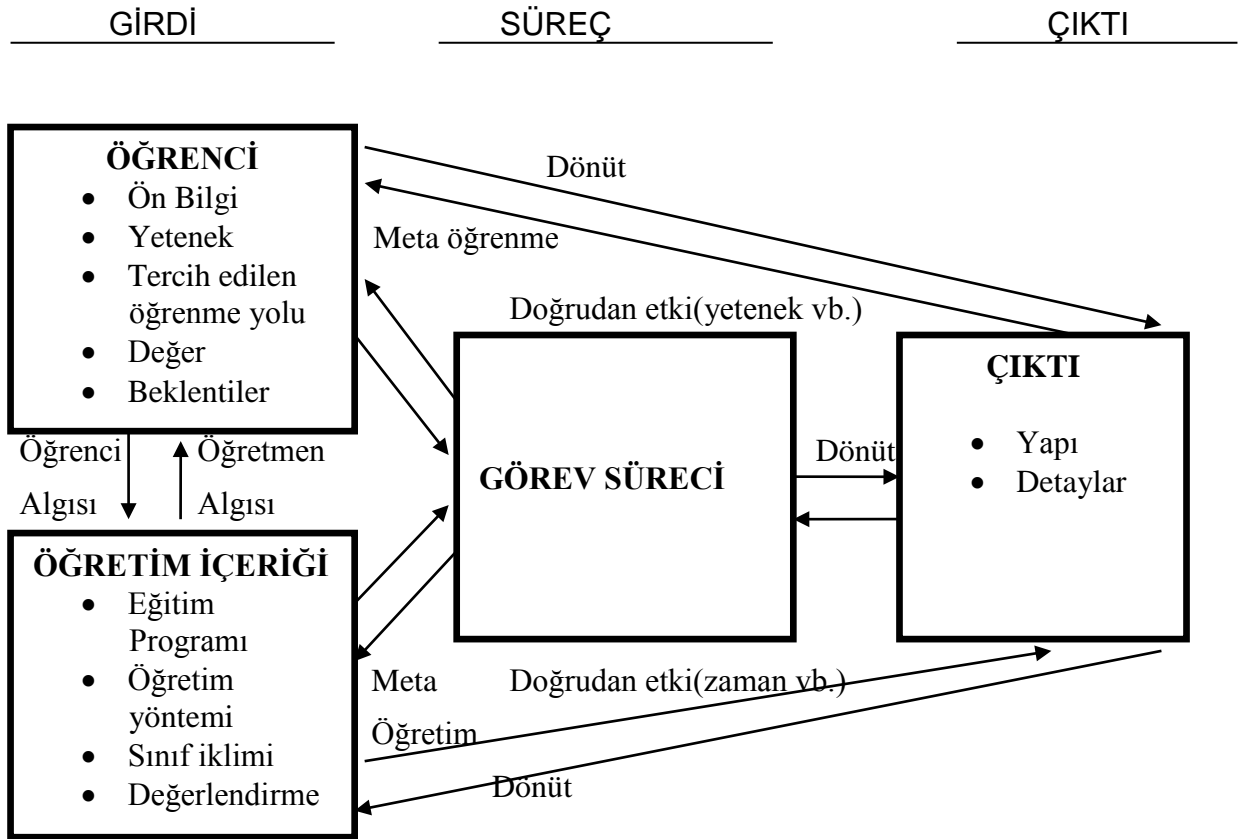 GİRDİ
SÜREÇ
ÇIKTI
ÖĞRENCİ
• Ön Bilgi
• Yetenek
• Tercih edilen
öğrenme yolu
• Değer
• Beklentiler
Dönüt
Meta öğrenme
Doğrudan etki(yetenek vb.)
Öğrenci
Algısı
Öğretmen
Algısı
GÖREV SÜRECİ
Dönüt
ÇIKTI
• Yapı
• Detaylar
ÖĞRETİM İÇERİĞİ
• Eğitim
Programı
• Öğretim
yöntemi
• Sınıf iklimi
• Değerlendirme
Meta
Öğretim
Doğrudan etki(zaman vb.)
Dönüt